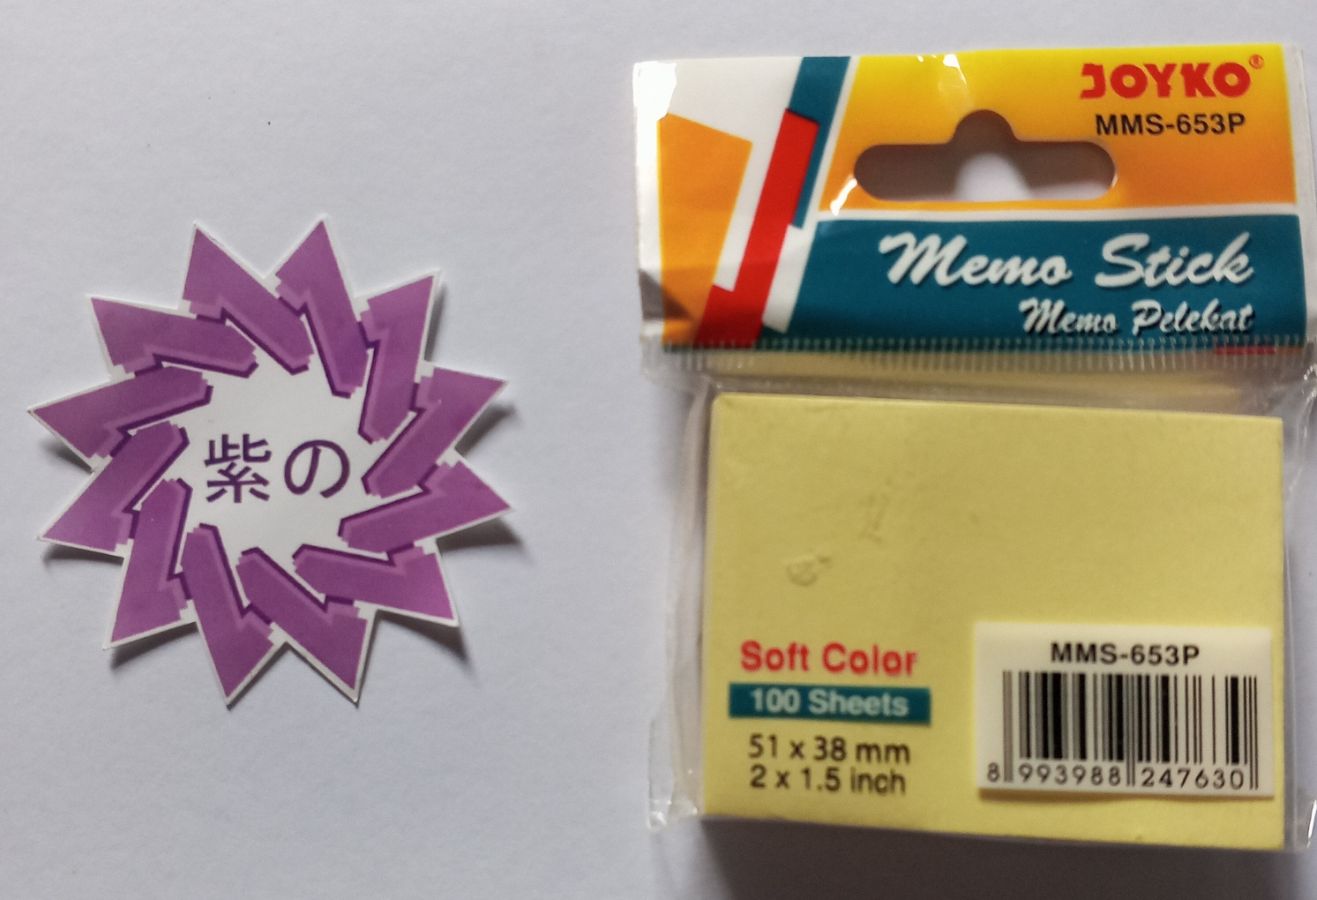 紫の
JOYKO®
MMS-653P
Memo Stick
Memo Pelekat
Soft Color
100 Sheets
51 x 38 mm
2 x 1.5 inch
MMS-653P
8 993988 247630